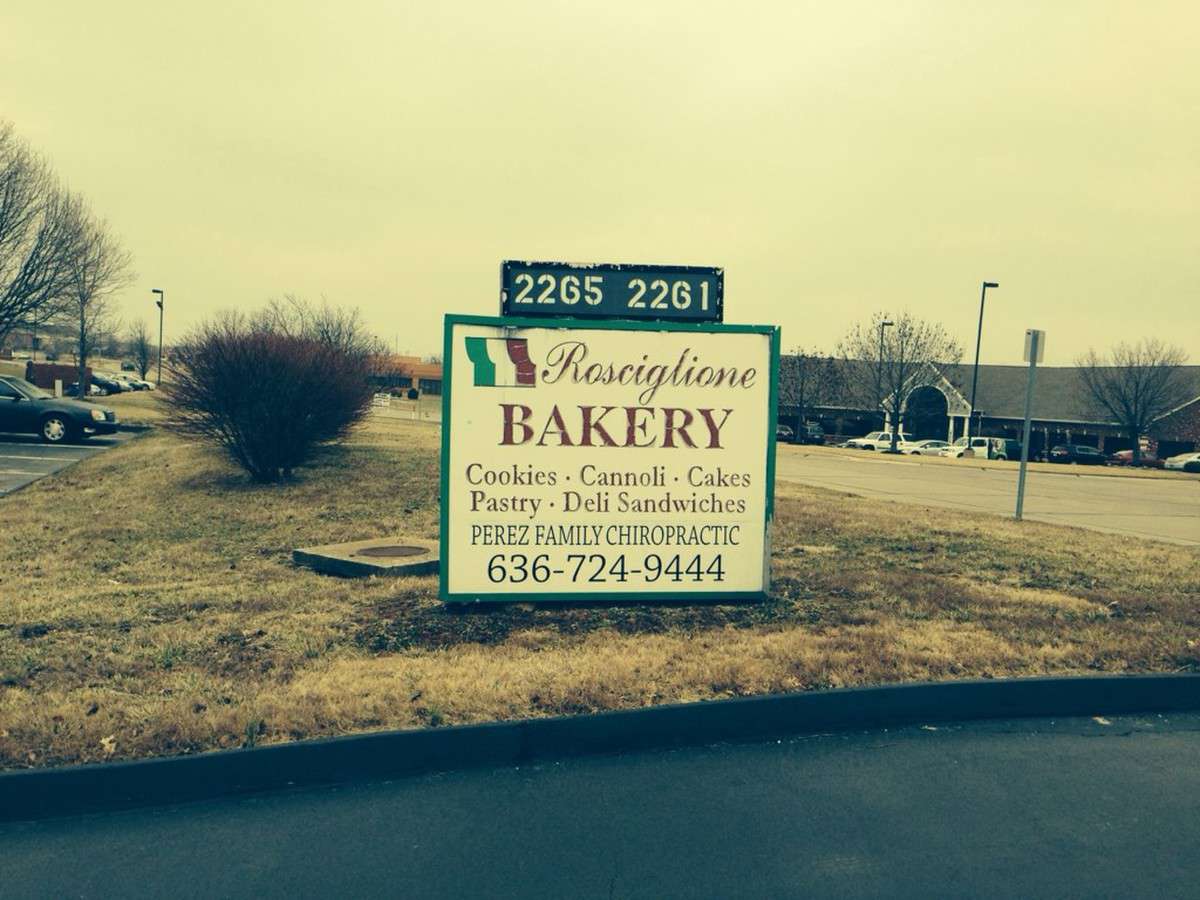 2265 2261
Rosciglione
BAKERY
Cookies · Cannoli · Cakes
Pastry · Deli Sandwiches
PEREZ FAMILY CHIROPRACTIC
636-724-9444